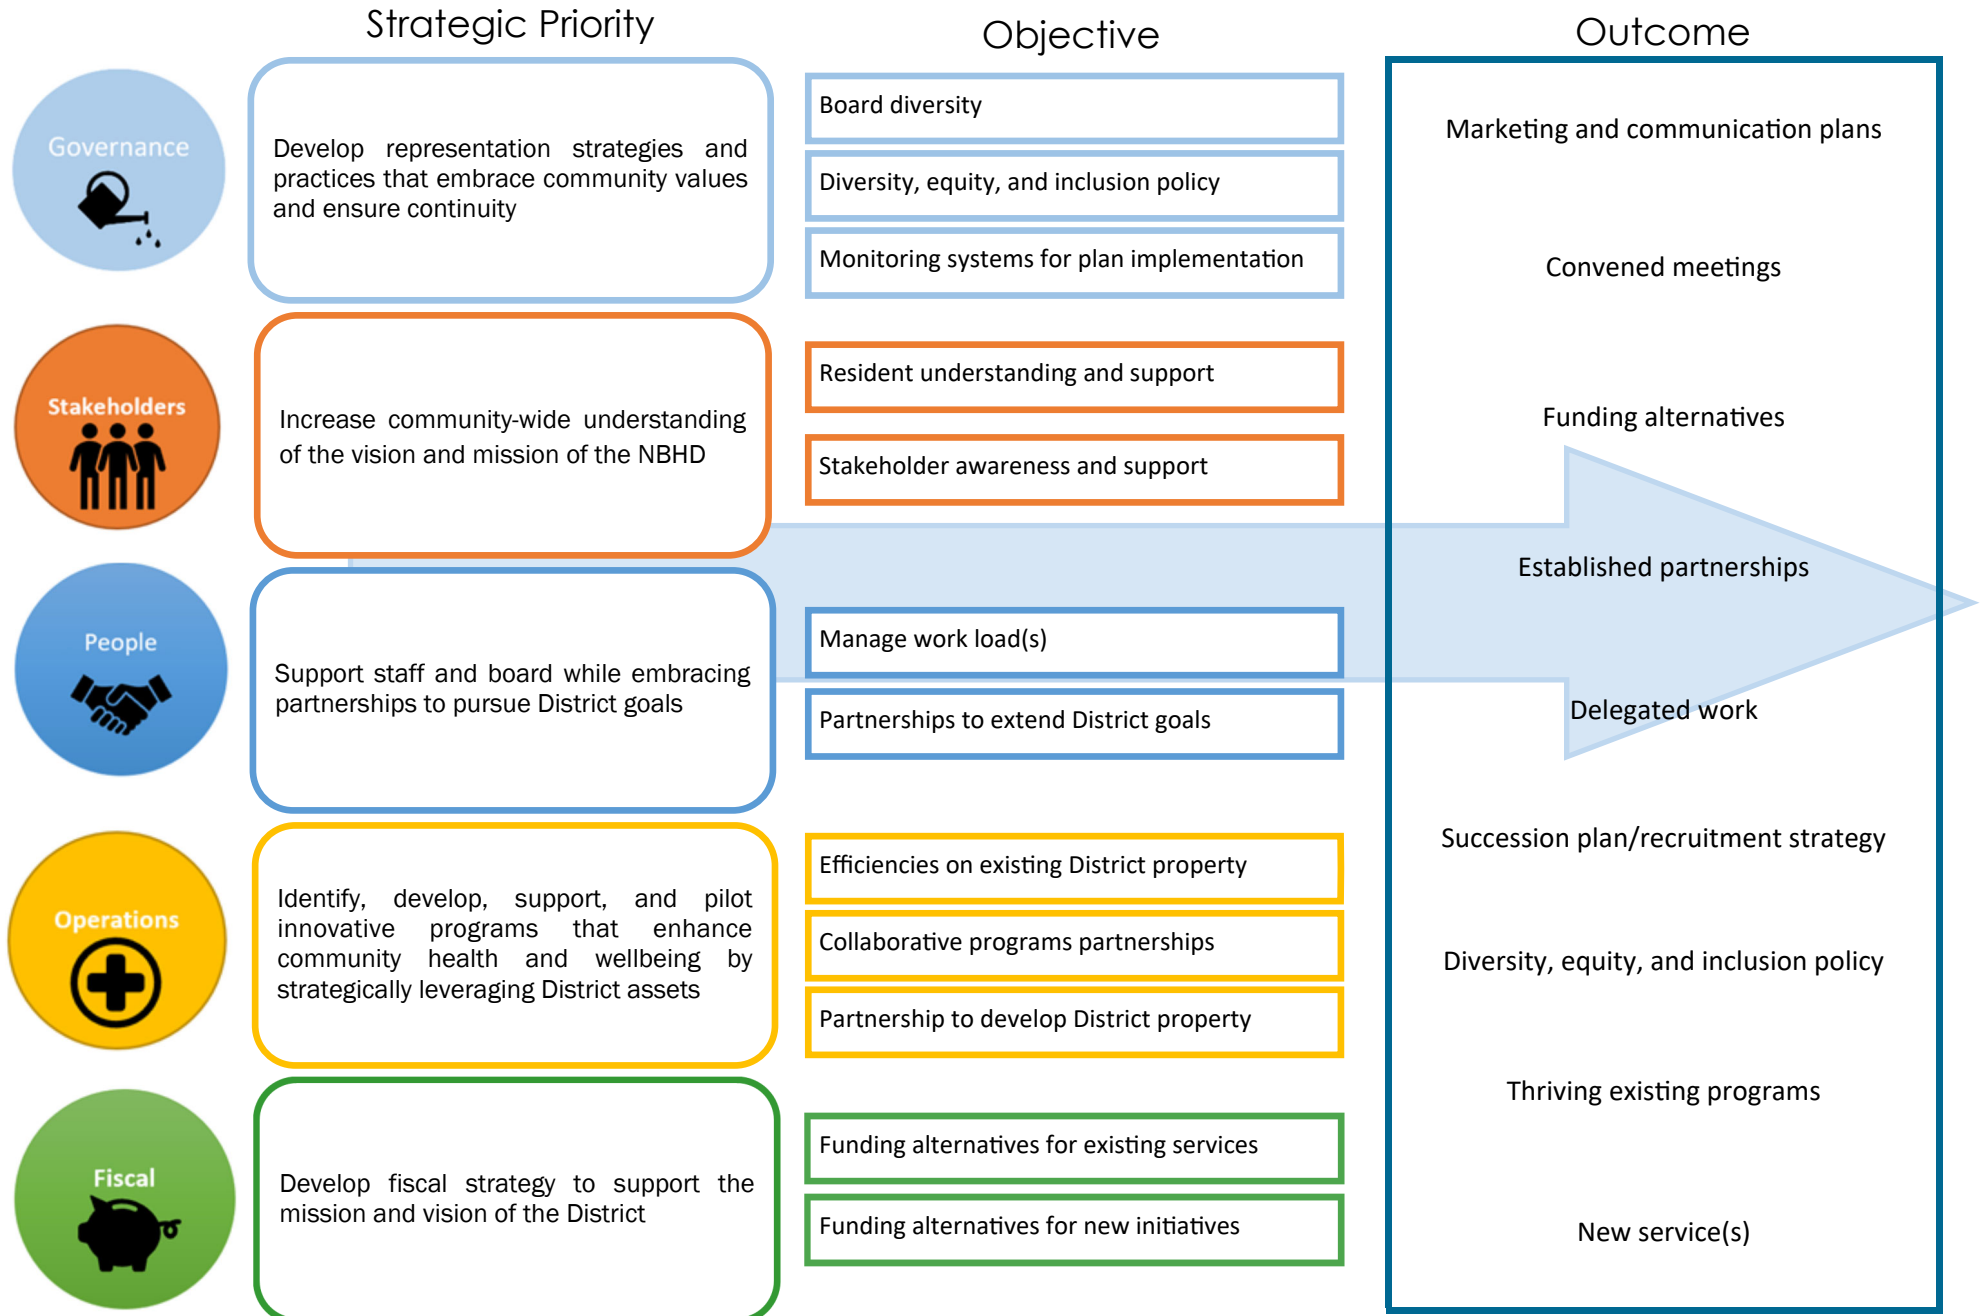 Strategic Priority
Objective
Outcome
Governance
Develop representation strategies and
practices that embrace community values
and ensure continuity
Board diversity
Diversity, equity, and inclusion policy
Monitoring systems for plan implementation
Stakeholders
Increase community-wide understanding
of the vision and mission of the NBHD
Resident understanding and support
Stakeholder awareness and support
People
Support staff and board while embracing
partnerships to pursue District goals
Manage work load(s)
Partnerships to extend District goals
Operations
Identify, develop, support, and pilot
innovative programs that enhance
community health and wellbeing by
strategically leveraging District assets
Efficiencies on existing District property
Collaborative programs partnerships
Partnership to develop District property
Fiscal
Develop fiscal strategy to support the
mission and vision of the District
Funding alternatives for existing services
Funding alternatives for new initiatives
Marketing and communication plans
Convened meetings
Funding alternatives
Established partnerships
Delegated work
Succession plan/recruitment strategy
Diversity, equity, and inclusion policy
Thriving existing programs
New service(s)